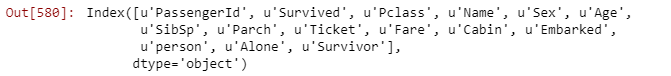 Out[580]: Index([u'PassengerId', u'Survived', u'Pclass', u'Name', u'Sex', u'Age',
u'SibSp', u'Parch', u'Ticket', u'Fare', u'Cabin', u'Embarked',
u'person', u'Alone', u'Survivor'],
dtype='object')